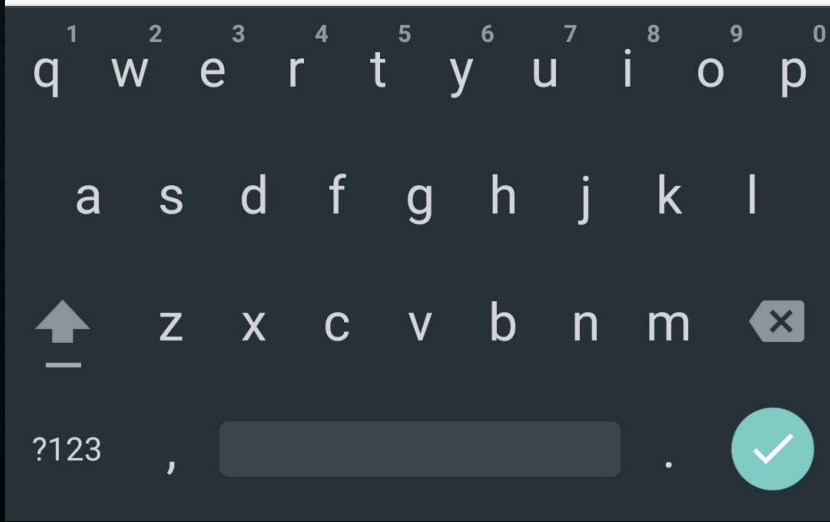 1 2 3 4 5 6 7 8 9 0
q w e r t y u i o p
a s d f g h j k l
z x c v b n m
?123 , .